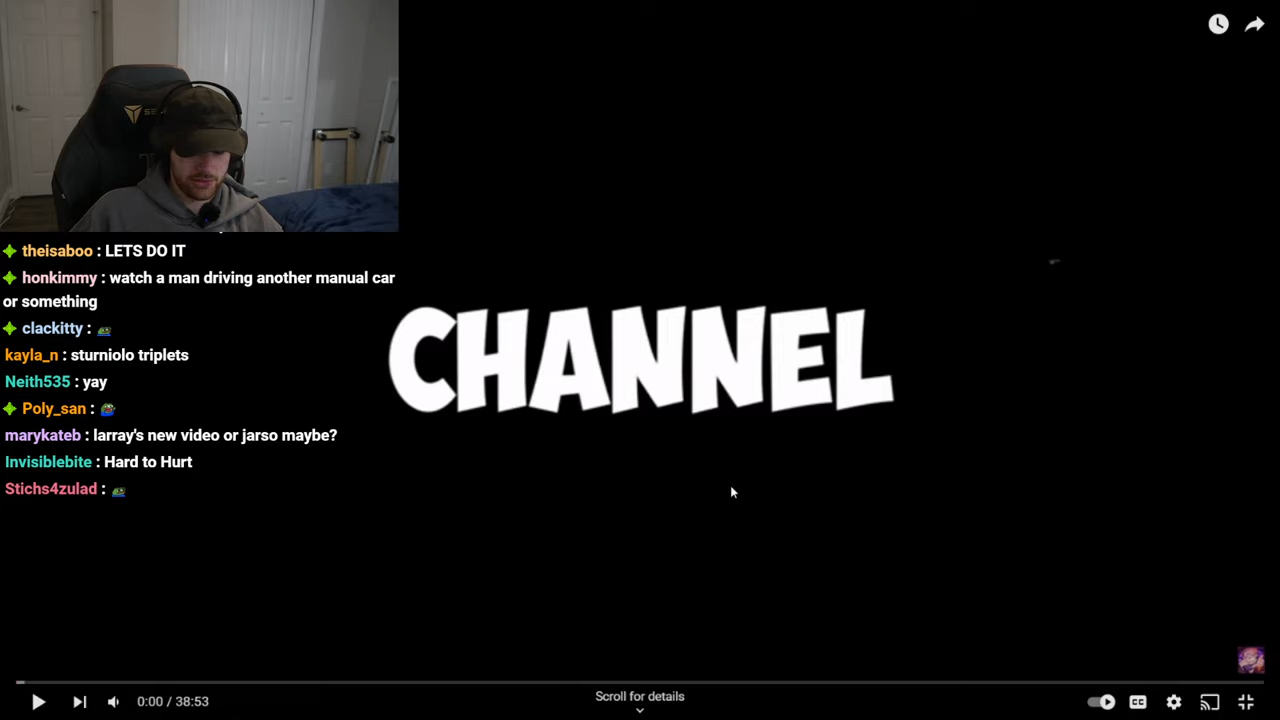 theisaboo : LETS DO IT
honkimmy : watch a man driving another manual car
or something
clackitty :
kayla_n : sturniolo triplets
Neith535 : yay
Poly_san :
marykateb : larray's new video or jarso maybe?
Invisiblebite : Hard to Hurt
Stichs4zulad :
CHANNEL
Scroll for details
0:00 / 38:53
CC